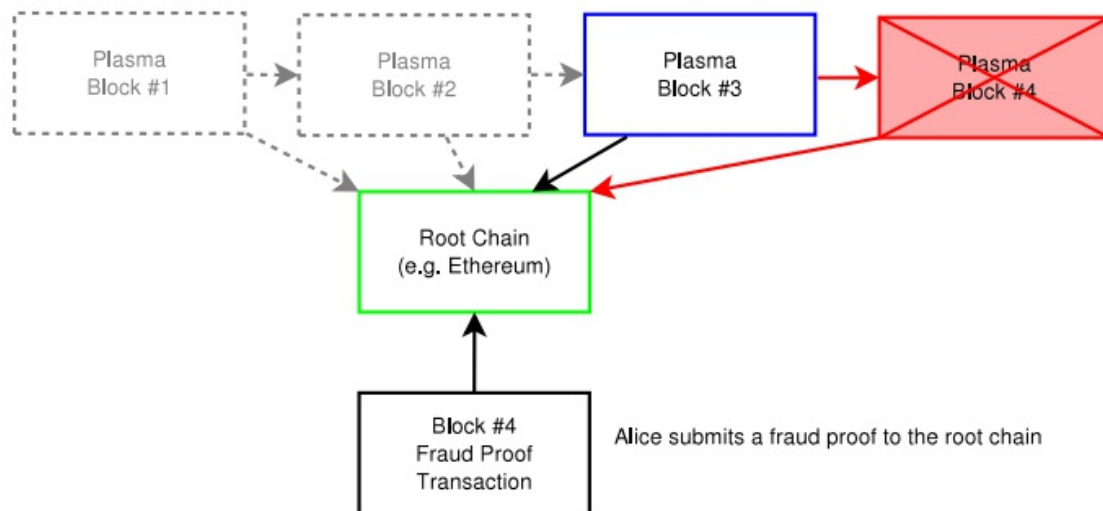 Plasma
Block #1
Plasma
Block #2
Plasma
Block #3
Plasma
Block #4
Root Chain
(e.g. Ethereum)
Block #4
Fraud Proof
Transaction
Alice submits a fraud proof to the root chain